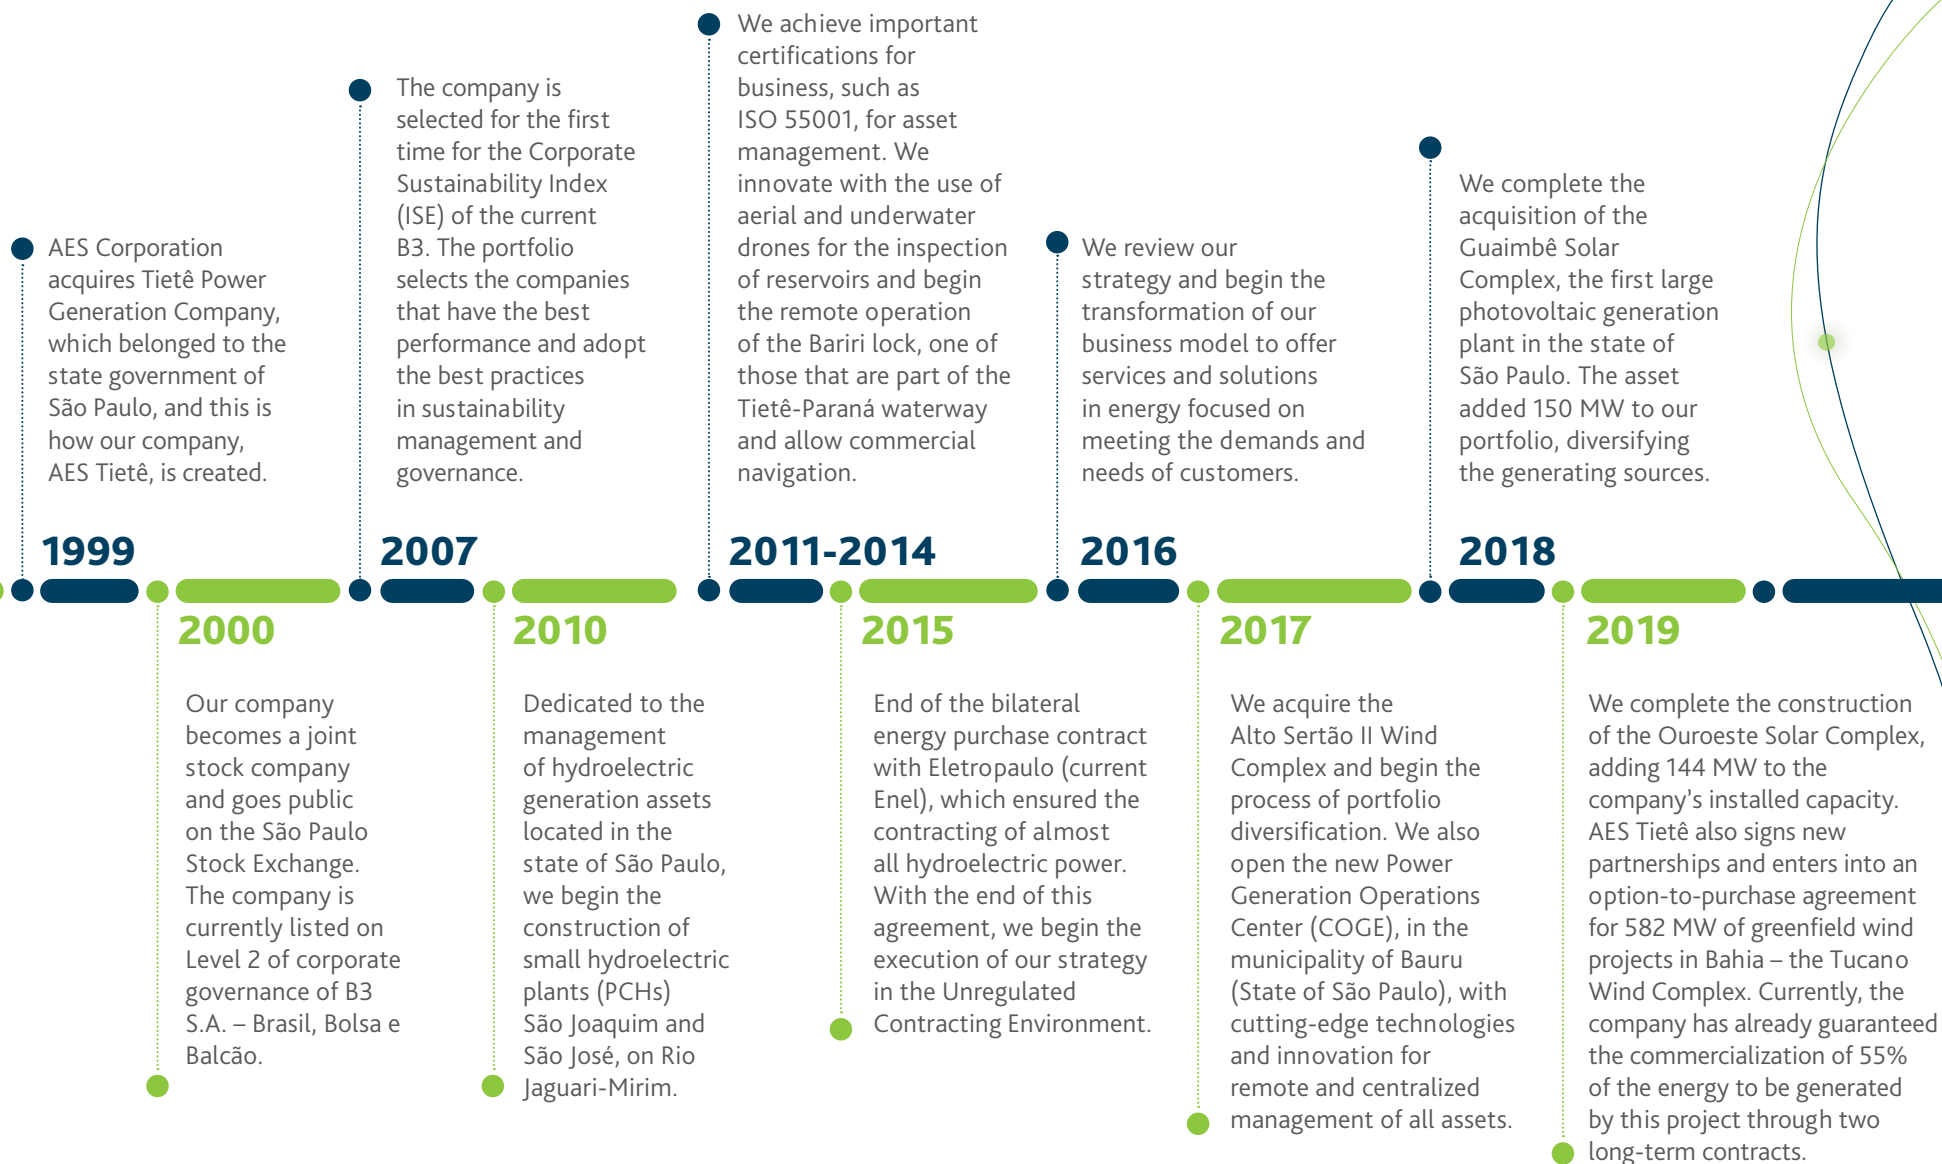 AES Corporation
acquires Tietê Power
Generation Company,
which belonged to the
state government of
São Paulo, and this is
how our company,
AES Tietê, is created.
1999
2000
Our company
becomes a joint
stock company
and goes public
on the São Paulo
Stock Exchange.
The company is
currently listed on
Level 2 of corporate
governance of B3
S.A. – Brasil, Bolsa e
Balcão.
The company is
selected for the first
time for the Corporate
Sustainability Index
(ISE) of the current
B3. The portfolio
selects the companies
that have the best
performance and adopt
the best practices
in sustainability
management and
governance.
2007
2010
Dedicated to the
management
of hydroelectric
generation assets
located in the
state of São Paulo,
we begin the
construction of
small hydroelectric
plants (PCHs)
São Joaquim and
São José, on Rio
Jaguari-Mirim.
We achieve important
certifications for
business, such as
ISO 55001, for asset
management. We
innovate with the use of
aerial and underwater
drones for the inspection
of reservoirs and begin
the remote operation
of the Bariri lock, one of
those that are part of the
Tietê-Paraná waterway
and allow commercial
navigation.
2011-2014
2015
End of the bilateral
energy purchase contract
with Eletropaulo (current
Enel), which ensured the
contracting of almost
all hydroelectric power.
With the end of this
agreement, we begin the
execution of our strategy
in the Unregulated
Contracting Environment.
We review our
strategy and begin the
transformation of our
business model to offer
services and solutions
in energy focused on
meeting the demands and
needs of customers.
2016
2017
We acquire the
Alto Sertão II Wind
Complex and begin the
process of portfolio
diversification. We also
open the new Power
Generation Operations
Center (COGE), in the
municipality of Bauru
(State of São Paulo), with
cutting-edge technologies
and innovation for
remote and centralized
management of all assets.
We complete the
acquisition of the
Guaimbê Solar
Complex, the first large
photovoltaic generation
plant in the state of
São Paulo. The asset
added 150 MW to our
portfolio, diversifying
the generating sources.
2018
2019
We complete the construction
of the Ouroeste Solar Complex,
adding 144 MW to the
company's installed capacity.
AES Tietê also signs new
partnerships and enters into an
option-to-purchase agreement
for 582 MW of greenfield wind
projects in Bahia – the Tucano
Wind Complex. Currently, the
company has already guaranteed
the commercialization of 55%
of the energy to be generated
by this project through two
long-term contracts.